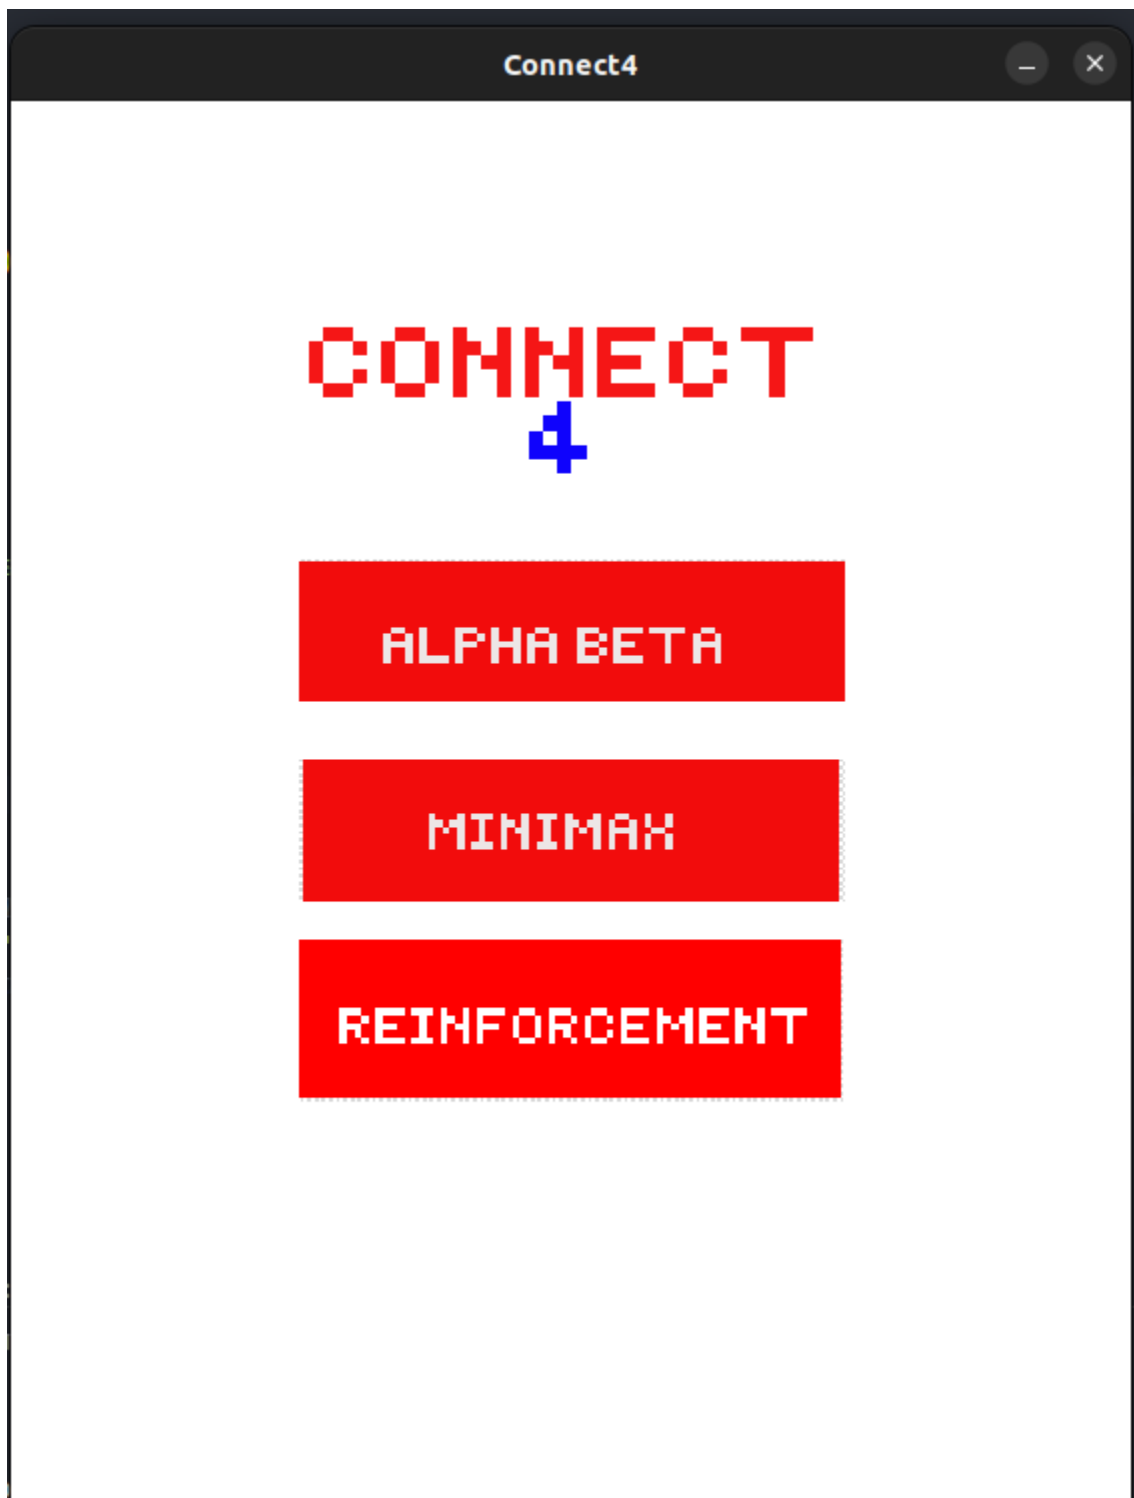 Connect4
CONNECT
4
ALPHA BETA
MINIMAX
REINFORCEMENT